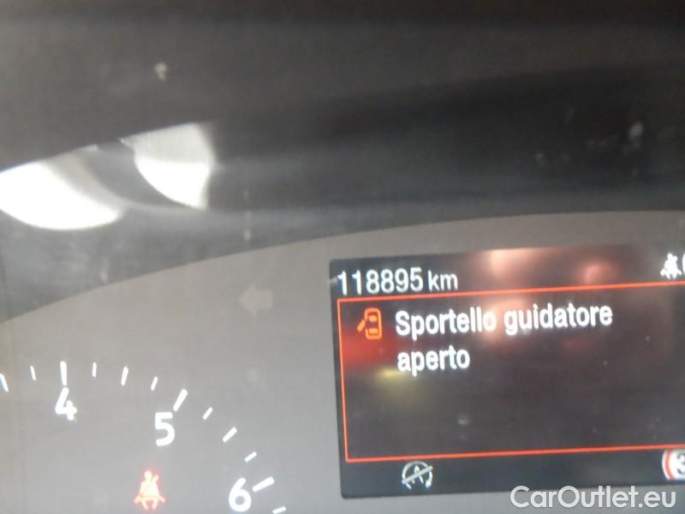 118895 km
Sportello guidatore
aperto
4
5
6
CarOutlet.eu